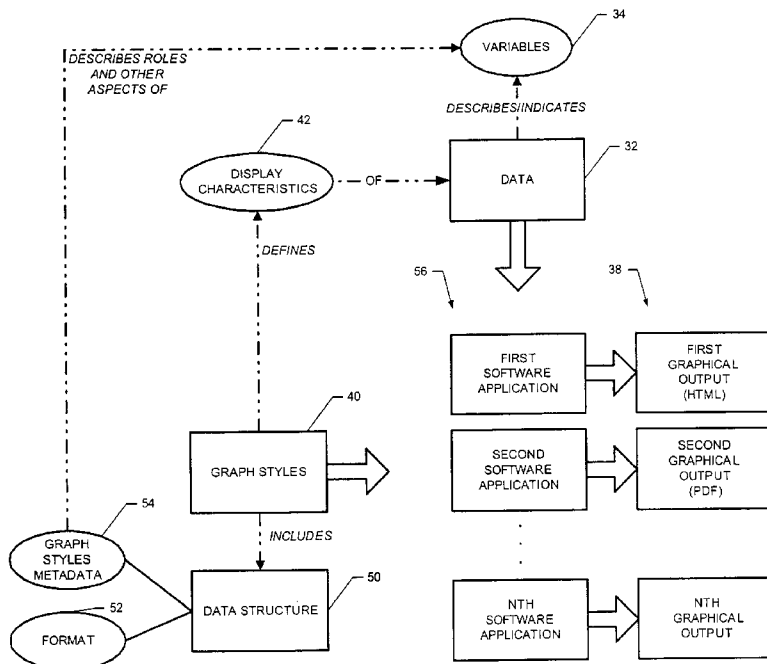 34
VARIABLES
DESCRIBES ROLES
AND OTHER
ASPECTS OF
DESCRIBES/INDICATES
42
32
DISPLAY
CHARACTERISTICS
OF
DATA
DEFINES
56
38
FIRST
SOFTWARE
APPLICATION
FIRST
GRAPHICAL
OUTPUT
(HTML)
40
GRAPH STYLES
SECOND
SOFTWARE
APPLICATION
SECOND
GRAPHICAL
OUTPUT
(PDF)
54
INCLUDES
GRAPH
STYLES
METADATA
50
DATA STRUCTURE
52
FORMAT
NTH
SOFTWARE
APPLICATION
NTH
GRAPHICAL
OUTPUT